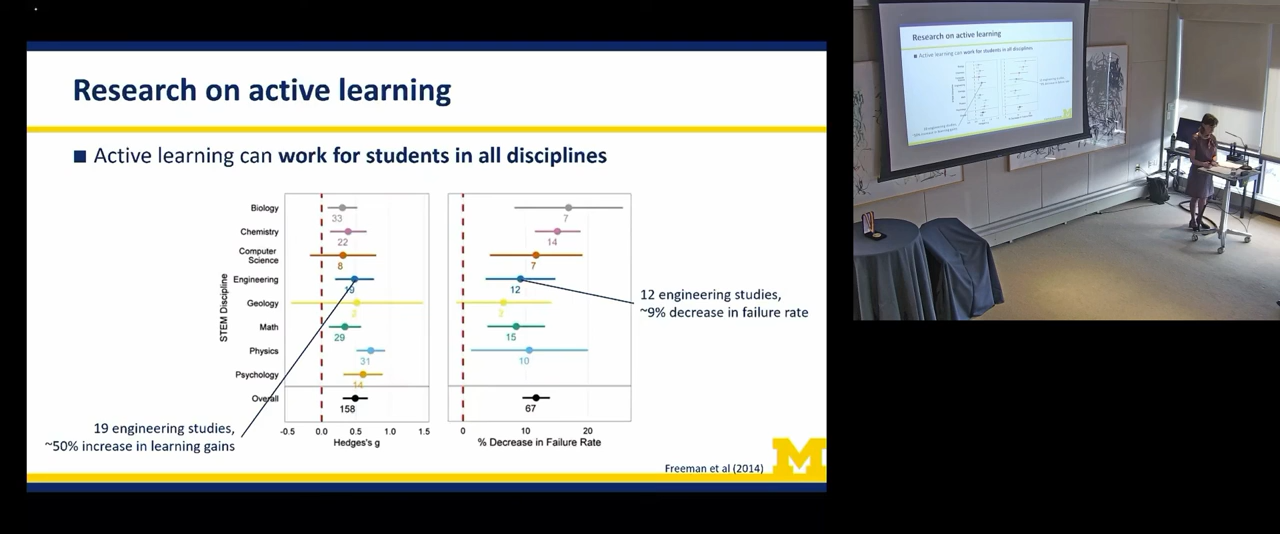 Research on active learning
■ Active learning can work for students in all disciplines
STEM Discipline
Biology
Chemistry
Computer
Science
Engineering
Geology
Math
Physics
Psychology
Overall
33
22
8
19
2
29
31
14
158
-0.5 0.0 0.5 1.0 1.5
Hedges's g
7
14
7
12
2
15
10
67
0 10 20
% Decrease in Failure Rate
12 engineering studies,
~9% decrease in failure rate
19 engineering studies,
~50% increase in learning gains
Freeman et al (2014)
M
Research on active learning
■ Active learning can work for students in all disciplines